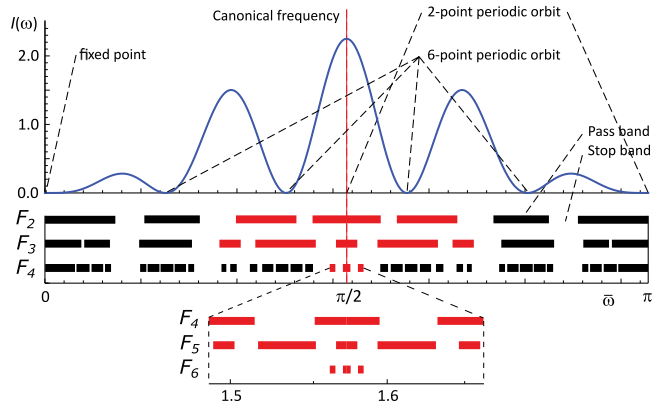 I(ω)
Canonical frequency
2-point periodic orbit
2.0
fixed point
6-point periodic orbit
1.0
Pass band
Stop band
0.0
F2
F3
F4
0
π/2
ω̅
π
F4
F5
F6
1.5
1.6